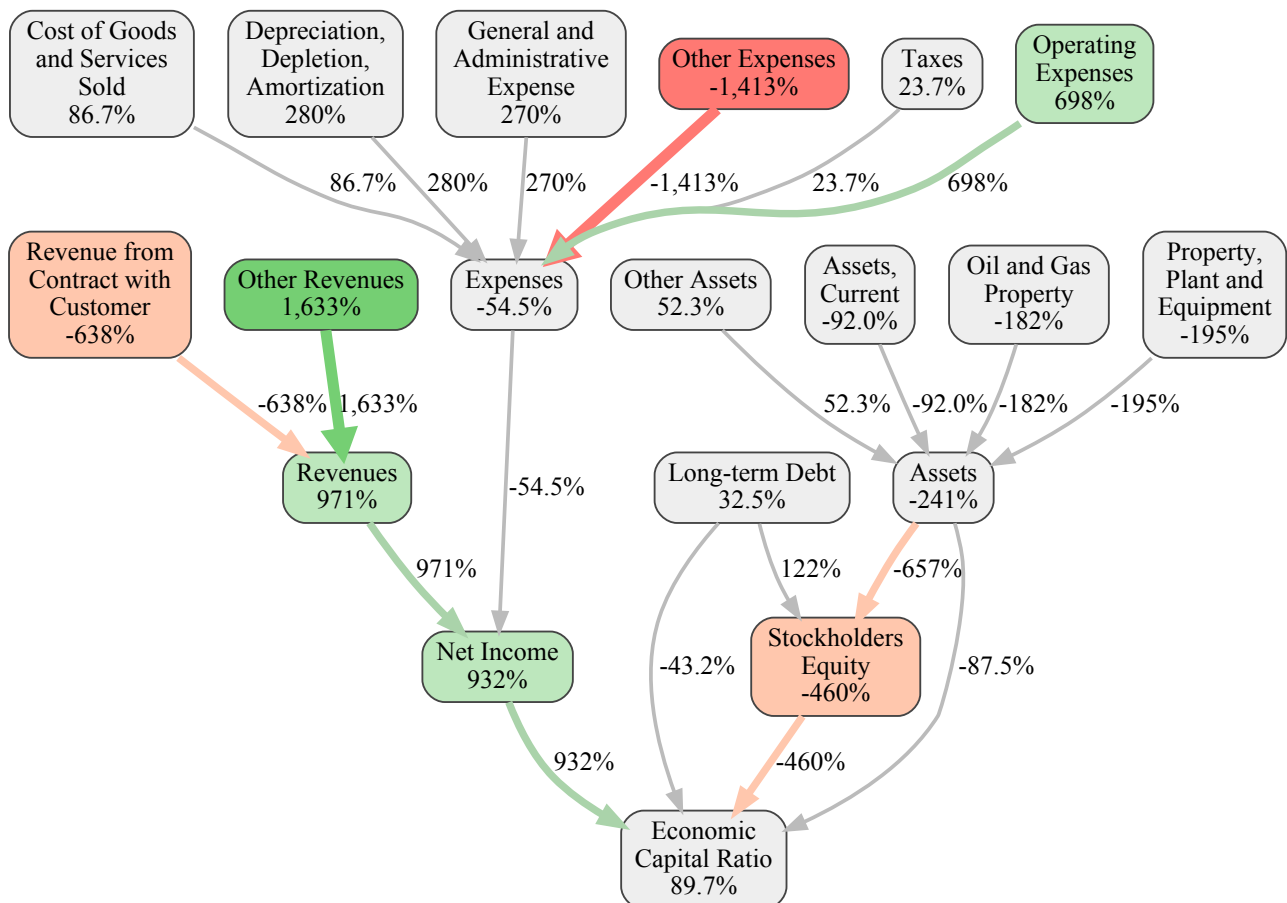 Cost of Goods
and Services
Sold
86.7%
Depreciation,
Depletion,
Amortization
280%
General and
Administrative
Expense
270%
Other Expenses
-1,413%
Taxes
23.7%
Operating
Expenses
698%
86.7%
280%
270%
-1,413%
23.7%
698%
Revenue from
Contract with
Customer
-638%
Other Revenues
1,633%
Expenses
-54.5%
Other Assets
52.3%
Assets,
Current
-92.0%
Oil and Gas
Property
-182%
Property,
Plant and
Equipment
-195%
-638%
1,633%
52.3%
-92.0%
-182%
-195%
Revenues
971%
-54.5%
Long-term Debt
32.5%
Assets
-241%
971%
122%
-657%
Net Income
932%
-43.2%
Stockholders
Equity
-460%
-87.5%
932%
-460%
Economic
Capital Ratio
89.7%